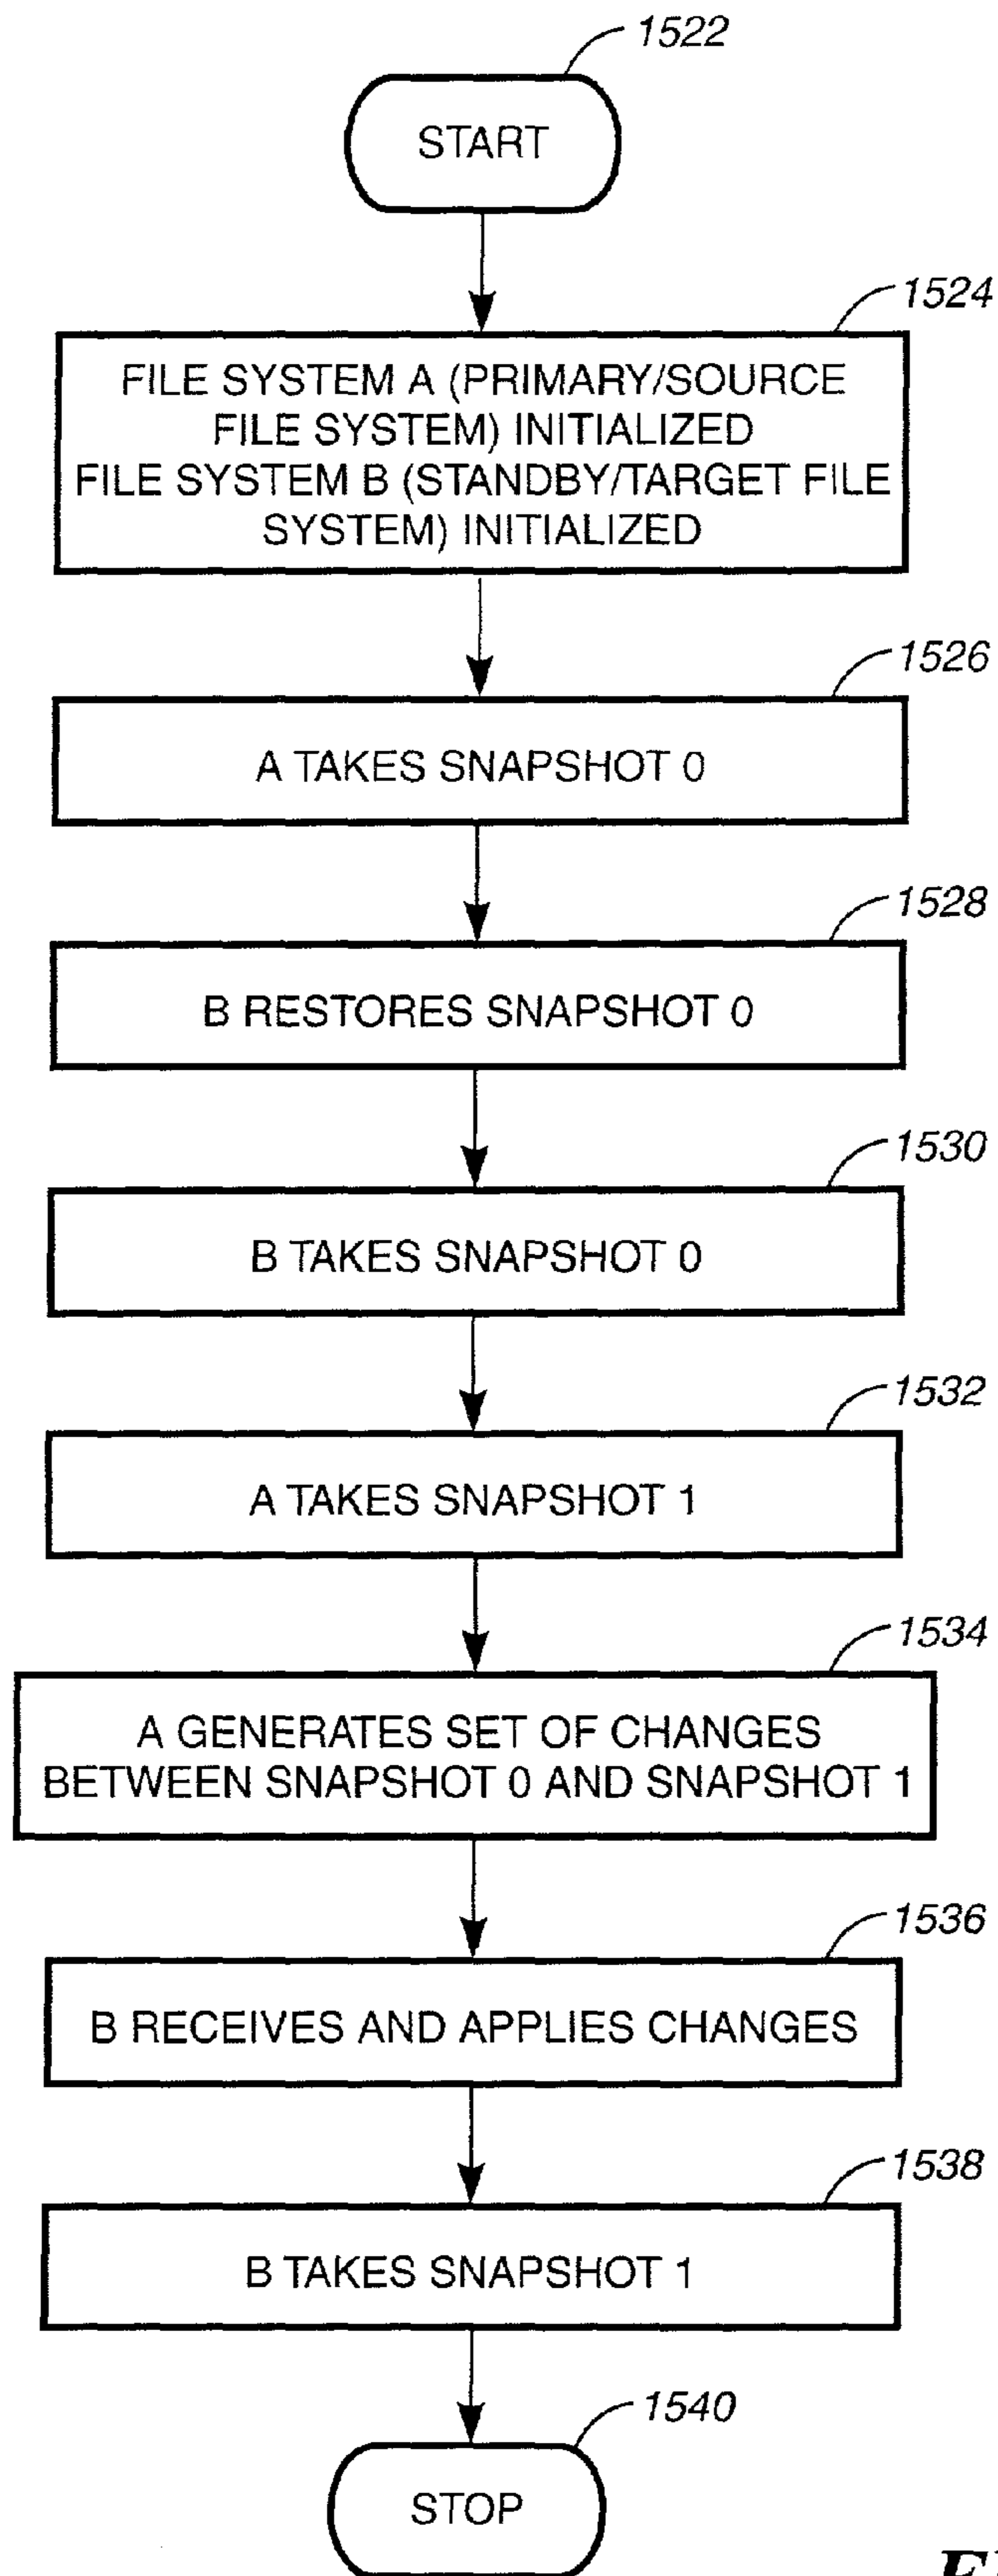 1522
START
1524
FILE SYSTEM A (PRIMARY/SOURCE
FILE SYSTEM) INITIALIZED
FILE SYSTEM B (STANDBY/TARGET FILE
SYSTEM) INITIALIZED
1526
A TAKES SNAPSHOT 0
1528
B RESTORES SNAPSHOT 0
1530
B TAKES SNAPSHOT 0
1532
A TAKES SNAPSHOT 1
1534
A GENERATES SET OF CHANGES
BETWEEN SNAPSHOT 0 AND SNAPSHOT 1
1536
B RECEIVES AND APPLIES CHANGES
1538
B TAKES SNAPSHOT 1
1540
STOP